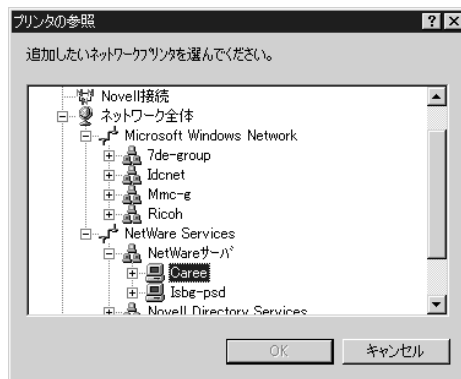 プリンタの参照
追加したいネットワークプリンタを選んでください。
Novell接続
ネットワーク全体
Microsoft Windows Network
7de-group
Idcnet
Mmc-g
Ricoh
NetWare Services
NetWareサーバ
Caree
Isbg-psd
Novell Directory Services
OK
キャンセル